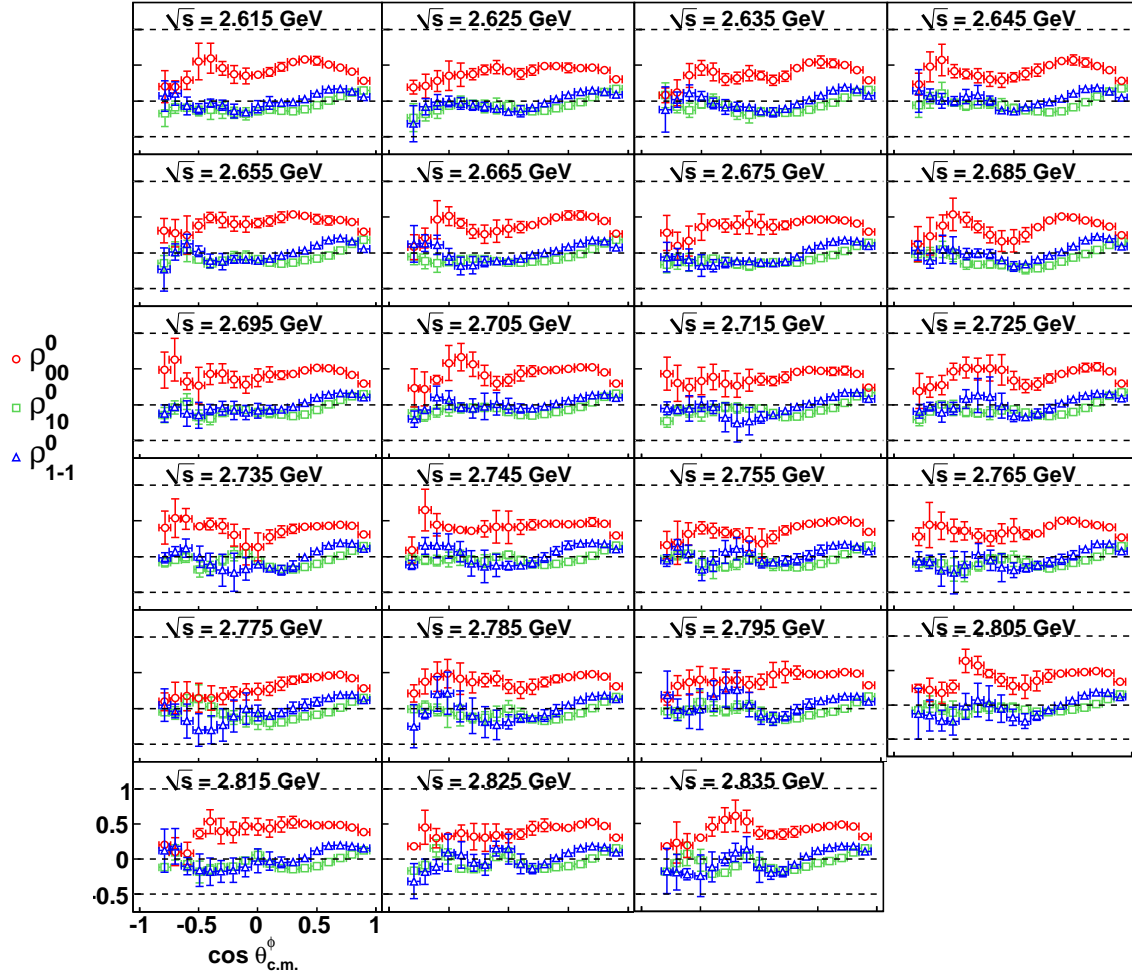 √s = 2.615 GeV √s = 2.625 GeV √s = 2.635 GeV √s = 2.645 GeV
√s = 2.655 GeV √s = 2.665 GeV √s = 2.675 GeV √s = 2.685 GeV
√s = 2.695 GeV √s = 2.705 GeV √s = 2.715 GeV √s = 2.725 GeV
ρ⁰₀₀
ρ⁰₁₀
ρ⁰₁₋₁
√s = 2.735 GeV √s = 2.745 GeV √s = 2.755 GeV √s = 2.765 GeV
√s = 2.775 GeV √s = 2.785 GeV √s = 2.795 GeV √s = 2.805 GeV
√s = 2.815 GeV √s = 2.825 GeV √s = 2.835 GeV
1
0.5
0
-0.5
-1 -0.5 0 0.5 1
cos θ^ϕ_c.m.